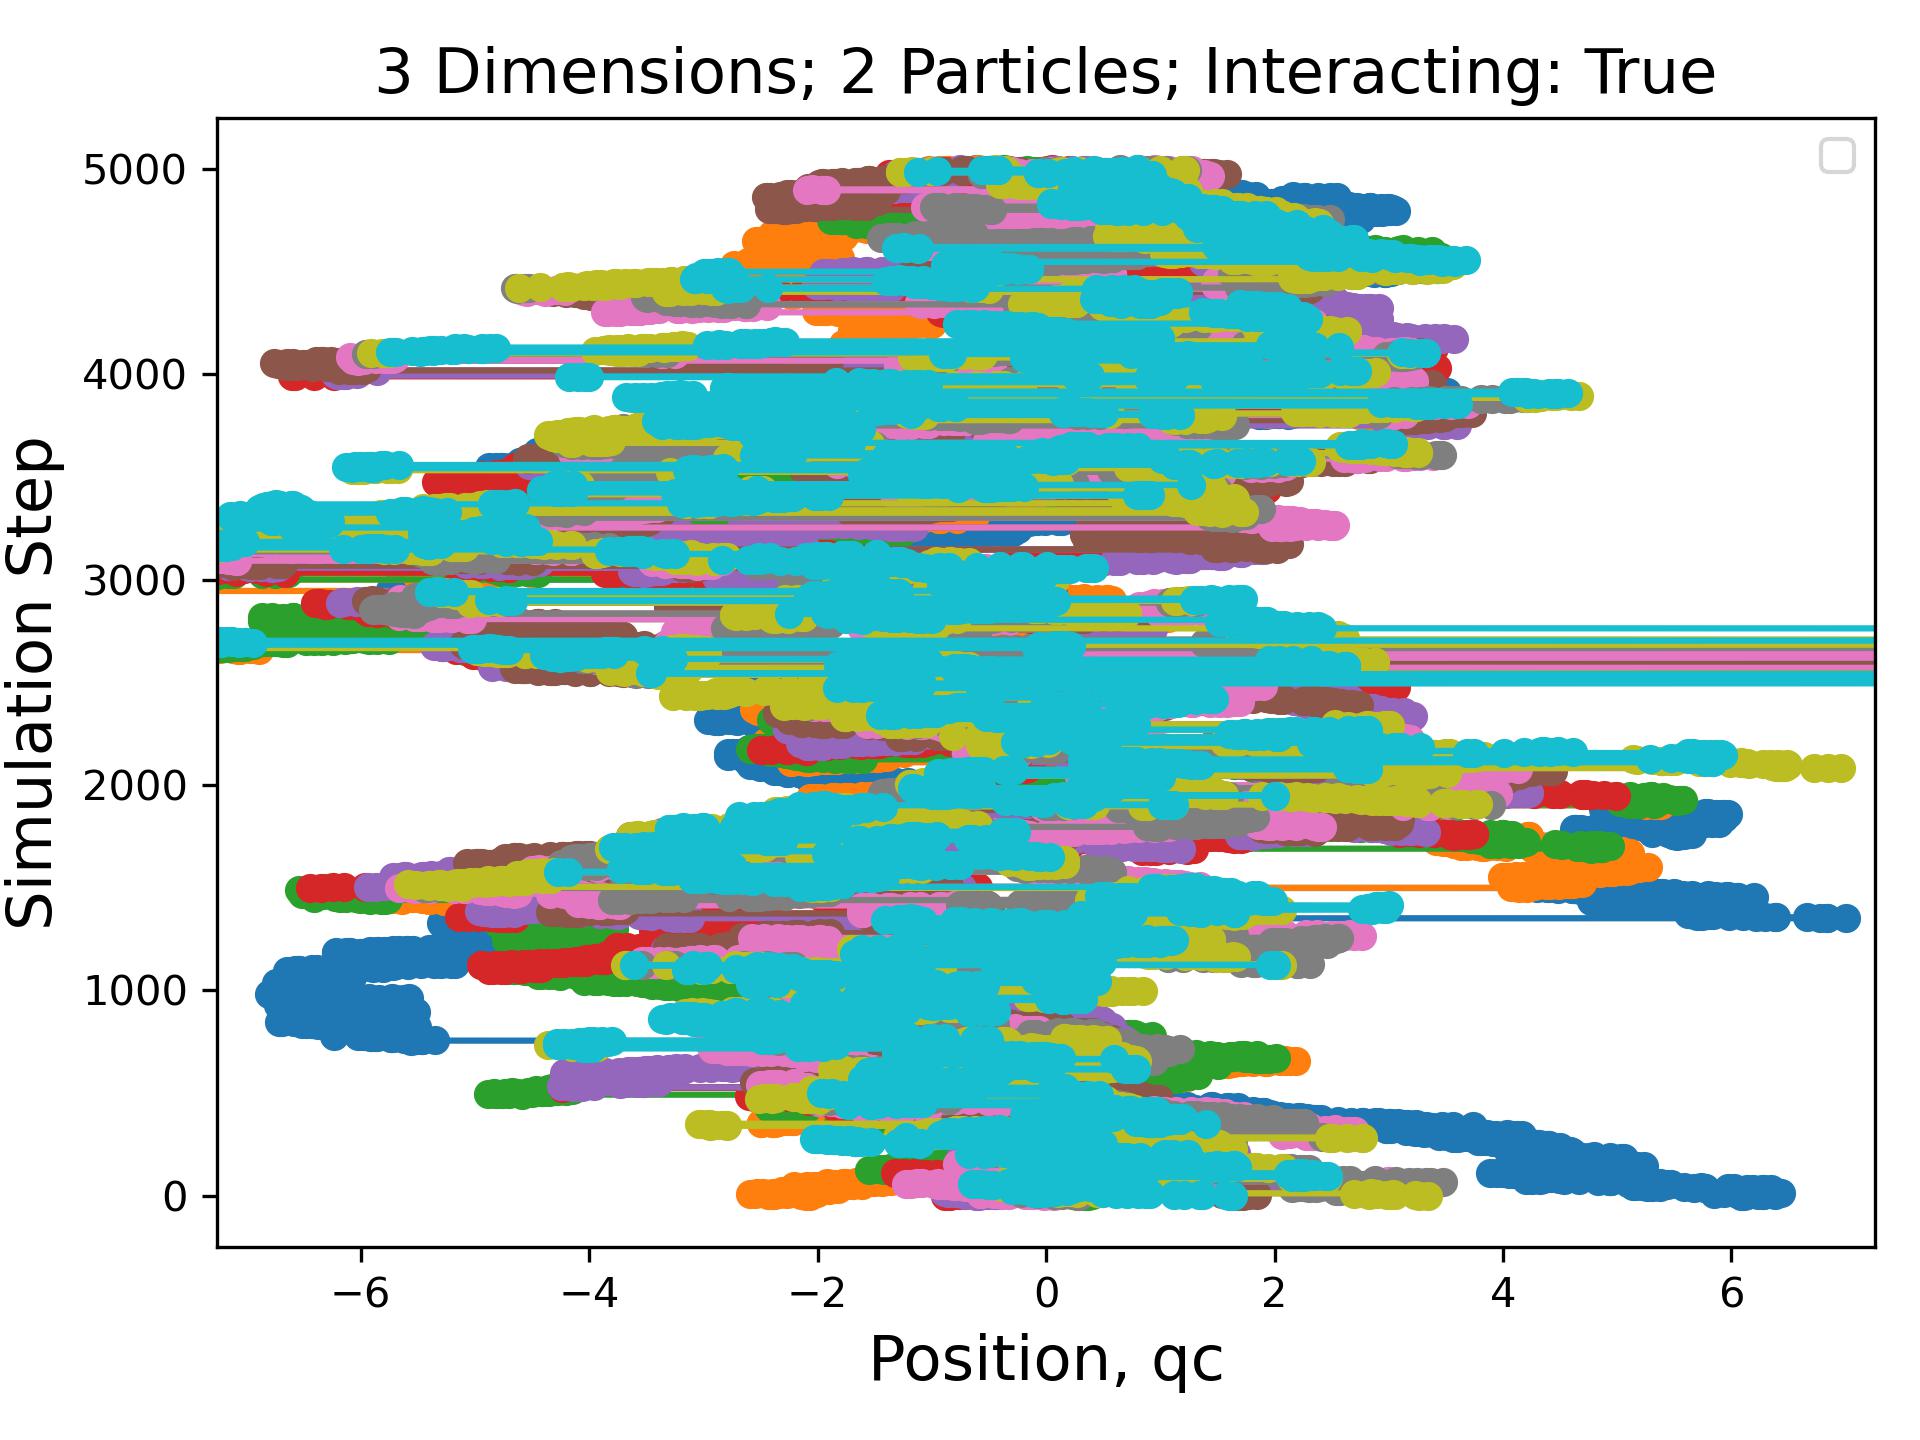 3 Dimensions; 2 Particles; Interacting: True
5000
4000
3000
2000
1000
0
Simulation Step
−6 −4 −2 0 2 4 6
Position, qc